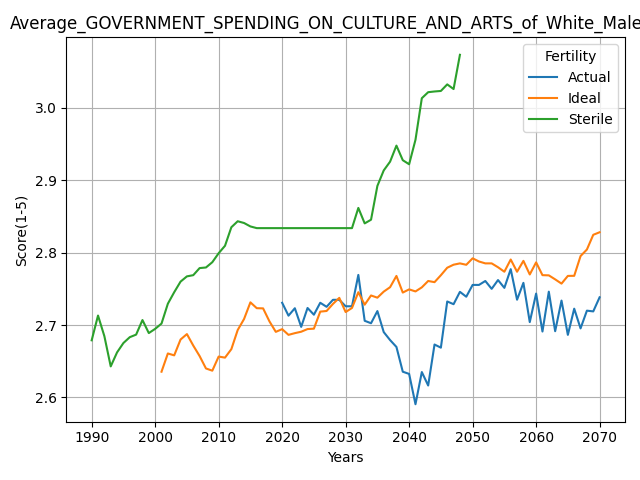 Average_GOVERNMENT_SPENDING_ON_CULTURE_AND_ARTS_of_White_Male
Fertility
Actual
Ideal
Sterile
Score(1-5)
3.0
2.9
2.8
2.7
2.6
1990 2000 2010 2020 2030 2040 2050 2060 2070
Years